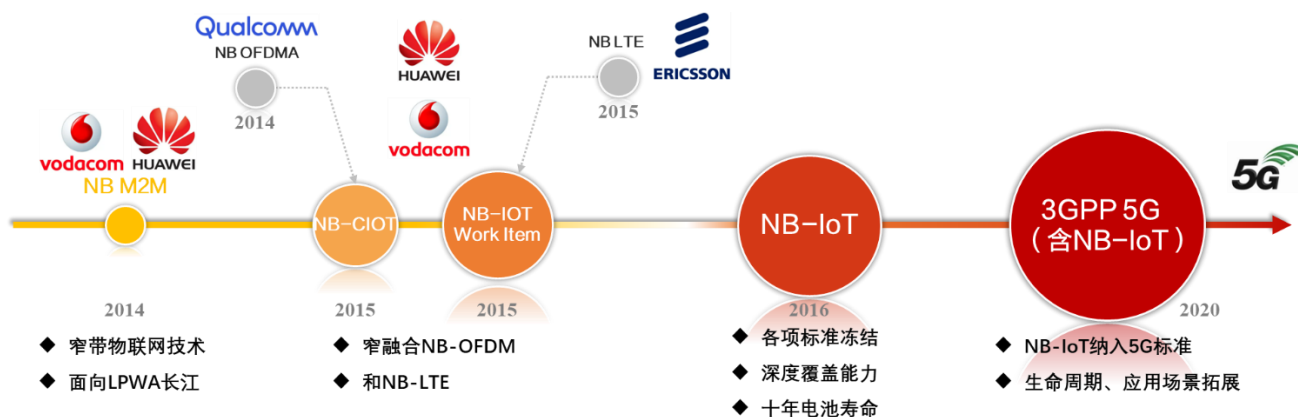 Qualcomm
NB OFDMA
2014
HUAWEI
vodacom
NB LTE
2015
ERICSSON
vodacom
HUAWEI
NB M2M
NB-CIOT
NB-IOT
Work Item
NB-IoT
3GPP 5G
（含NB-IoT）
5G
2014
2015
2015
2016
2020
◆ 窄带物联网技术
◆ 面向LPWA长江
◆ 窄融合NB-OFDM
◆ 和NB-LTE
◆ 各项标准冻结
◆ 深度覆盖能力
◆ 十年电池寿命
◆ NB-IoT纳入5G标准
◆ 生命周期、应用场景拓展